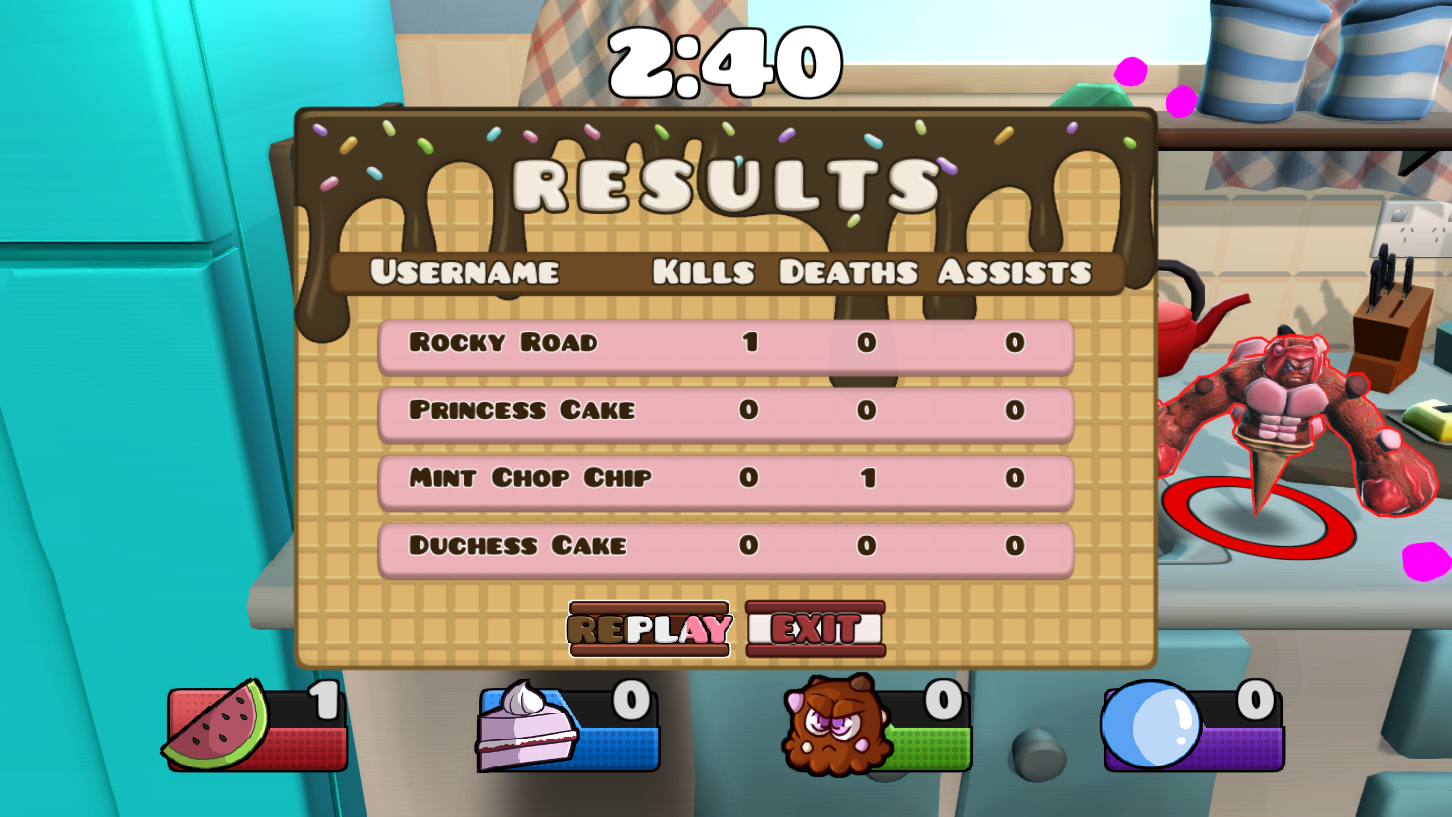 2:40
RESULTS
USERNAME KILLS DEATHS ASSISTS
ROCKY ROAD 1 0 0
PRINCESS CAKE 0 0 0
MINT CHOP CHIP 0 1 0
DUCHESS CAKE 0 0 0
REPLAY EXIT
1 0 0 0